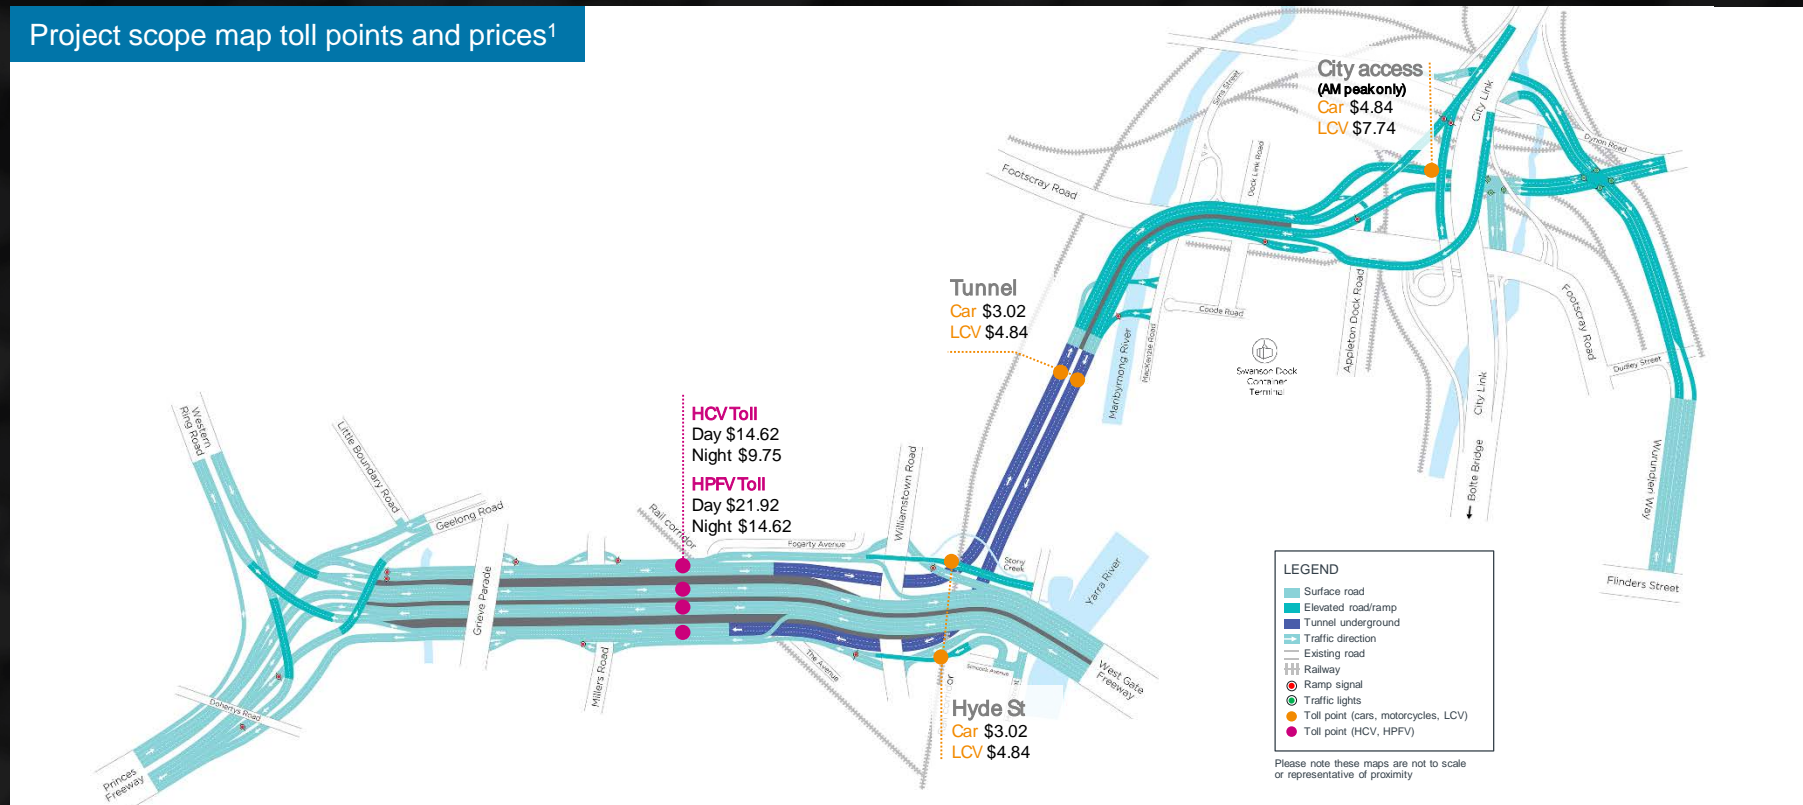 Project scope map toll points and prices¹
City access
(AM peak only)
Car $4.84
LCV $7.74
City Link
Dynon Road
Sims Street
Dock Link Road
Footscray Road
Tunnel
Car $3.02
LCV $4.84
Coode Road
Maribyrnong River
MacKenzie Road
Appleton Dock Road
Footscray Road
Swanson Dock
Container
Terminal
Dudley Street
City Link
Bolte Bridge
Wurundjeri Way
Flinders Street
HCV Toll
Day $14.62
Night $9.75
HPFV Toll
Day $21.92
Night $14.62
Western
Ring Road
Little Boundary Road
Geelong Road
Rail corridor
Williamstown Road
Fogarty Avenue
Stony
Creek
Yarra River
Grieve Parade
Millers Road
The Avenue
Simcock Avenue
West Gate
Freeway
Dohertys Road
Princes
Freeway
Hyde St
Car $3.02
LCV $4.84
LEGEND
Surface road
Elevated road/ramp
Tunnel underground
Traffic direction
Existing road
Railway
Ramp signal
Traffic lights
Toll point (cars, motorcycles, LCV)
Toll point (HCV, HPFV)
Please note these maps are not to scale
or representative of proximity